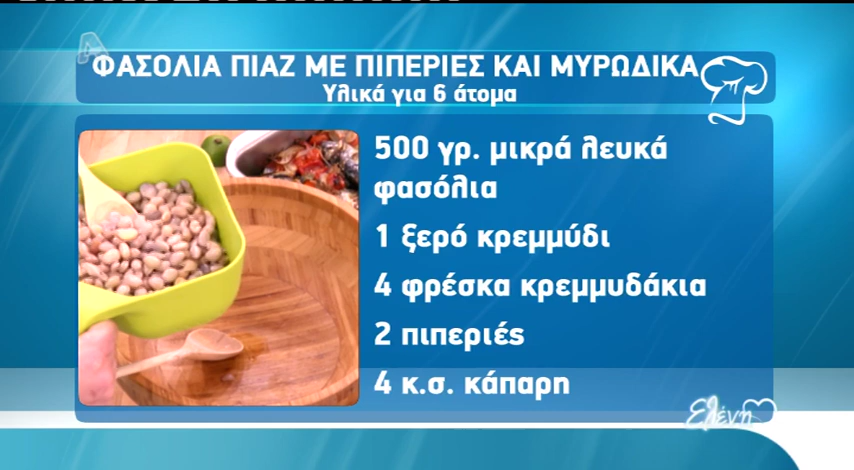 A
ΦΑΣΟΛΙΑ ΠΙΑΖ ΜΕ ΠΙΠΕΡΙΕΣ ΚΑΙ ΜΥΡΩΔΙΚΑ
Υλικά για 6 άτομα
500 γρ. μικρά λευκά
φασόλια
1 ξερό κρεμμύδι
4 φρέσκα κρεμμυδάκια
2 πιπεριές
4 κ.σ. κάπαρη
Ελένη